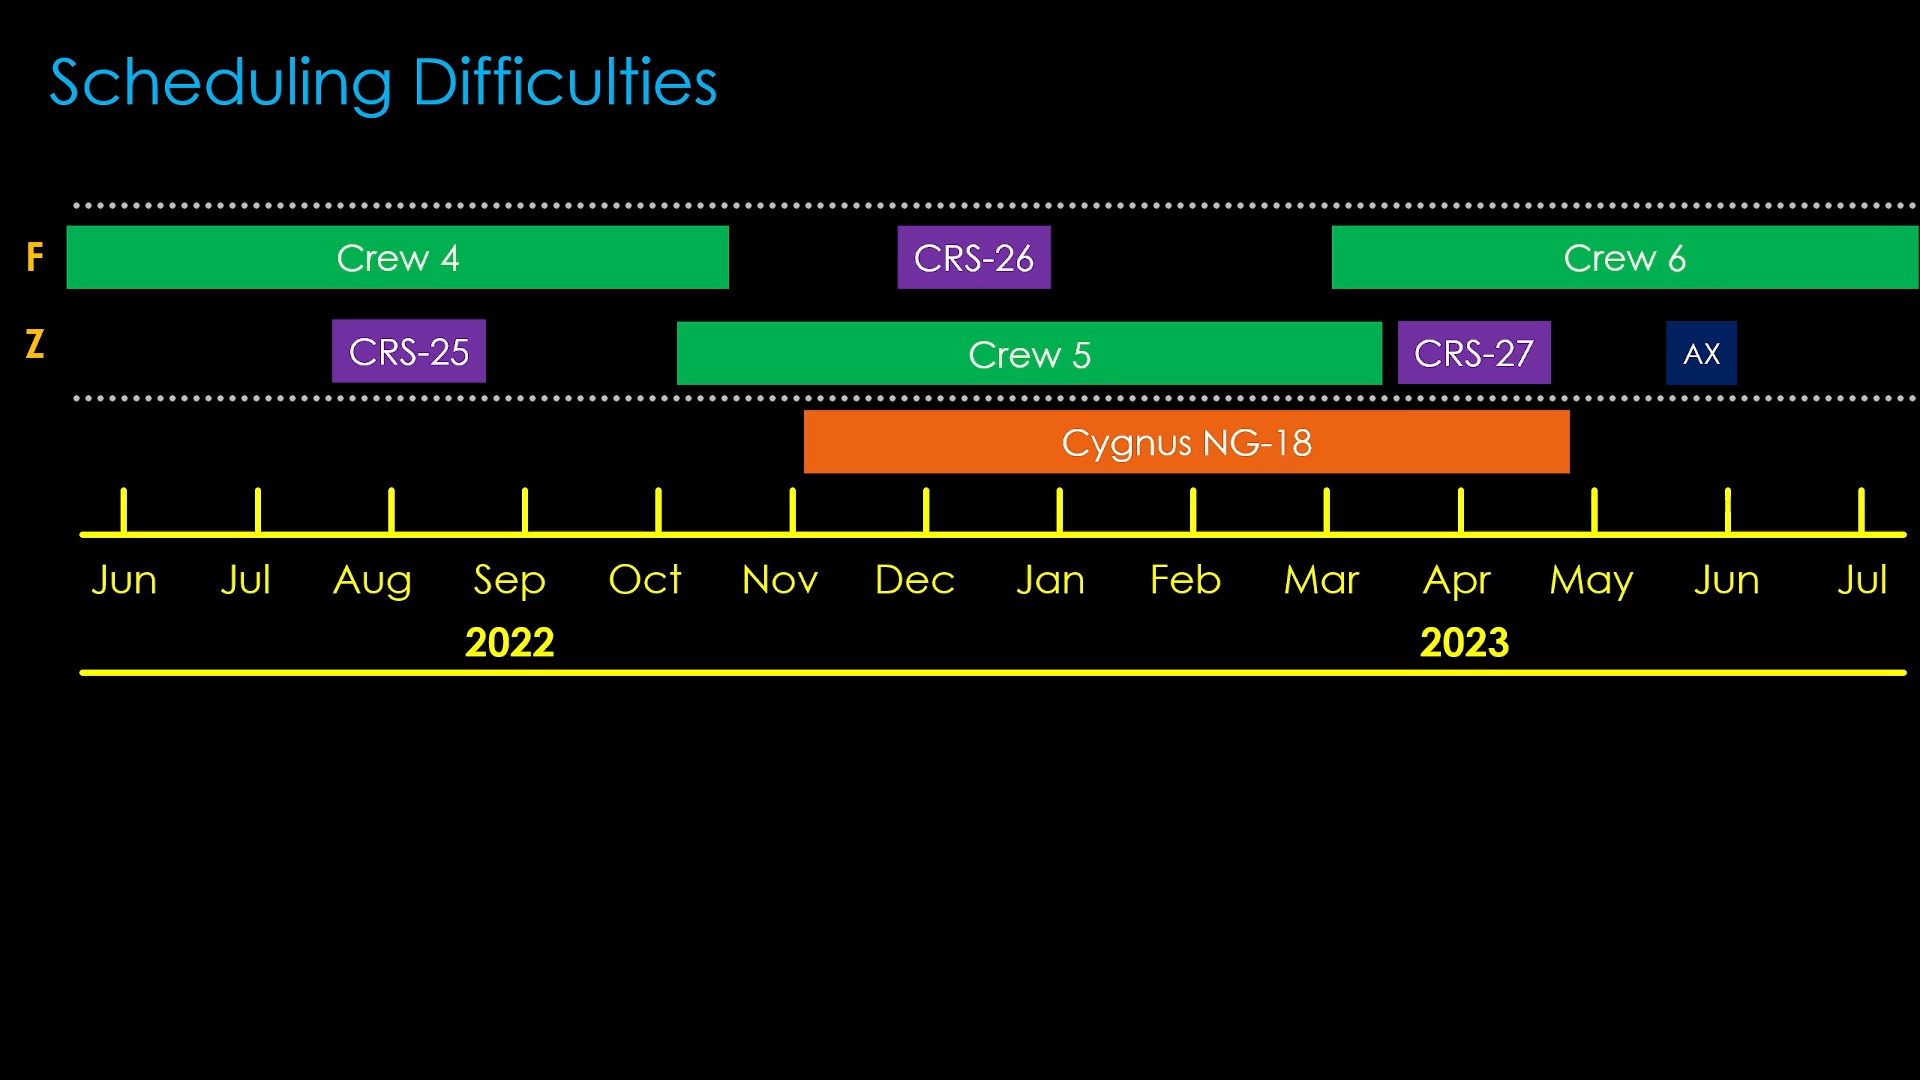 Scheduling Difficulties
F
Crew 4
CRS-26
Crew 6
Z
CRS-25
Crew 5
CRS-27
AX
Cygnus NG-18
Jun Jul Aug Sep Oct Nov Dec Jan Feb Mar Apr May Jun Jul
2022 2023